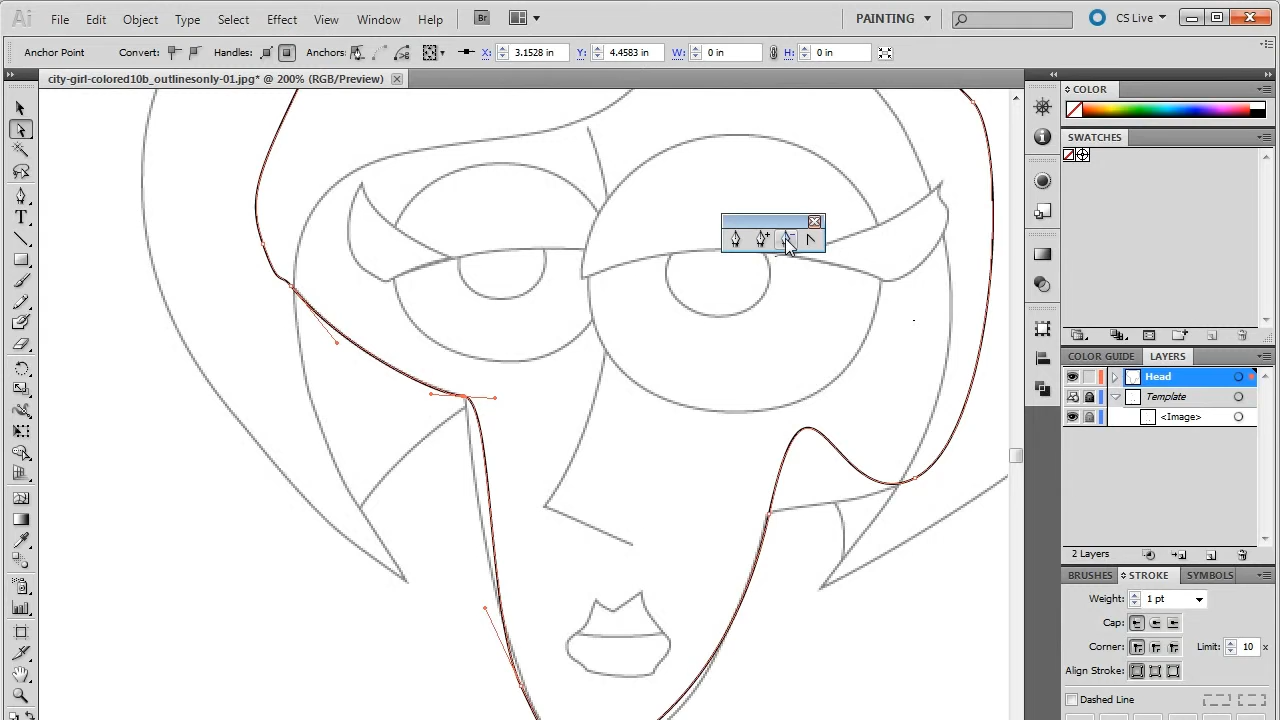 Ai File Edit Object Type Select Effect View Window Help Br PAINTING CS Live
Anchor Point Convert: Handles: Anchors: X: 3.1528 in Y: 4.4583 in W: 0 in H: 0 in
city-girl-colored10b_outlinesonly-01.jpg* @ 200% (RGB/Preview)
COLOR
SWATCHES
COLOR GUIDE LAYERS
Head
Template
<Image>
2 Layers
BRUSHES STROKE SYMBOLS
Weight: 1 pt
Cap:
Corner: Limit: 10 x
Align Stroke:
Dashed Line